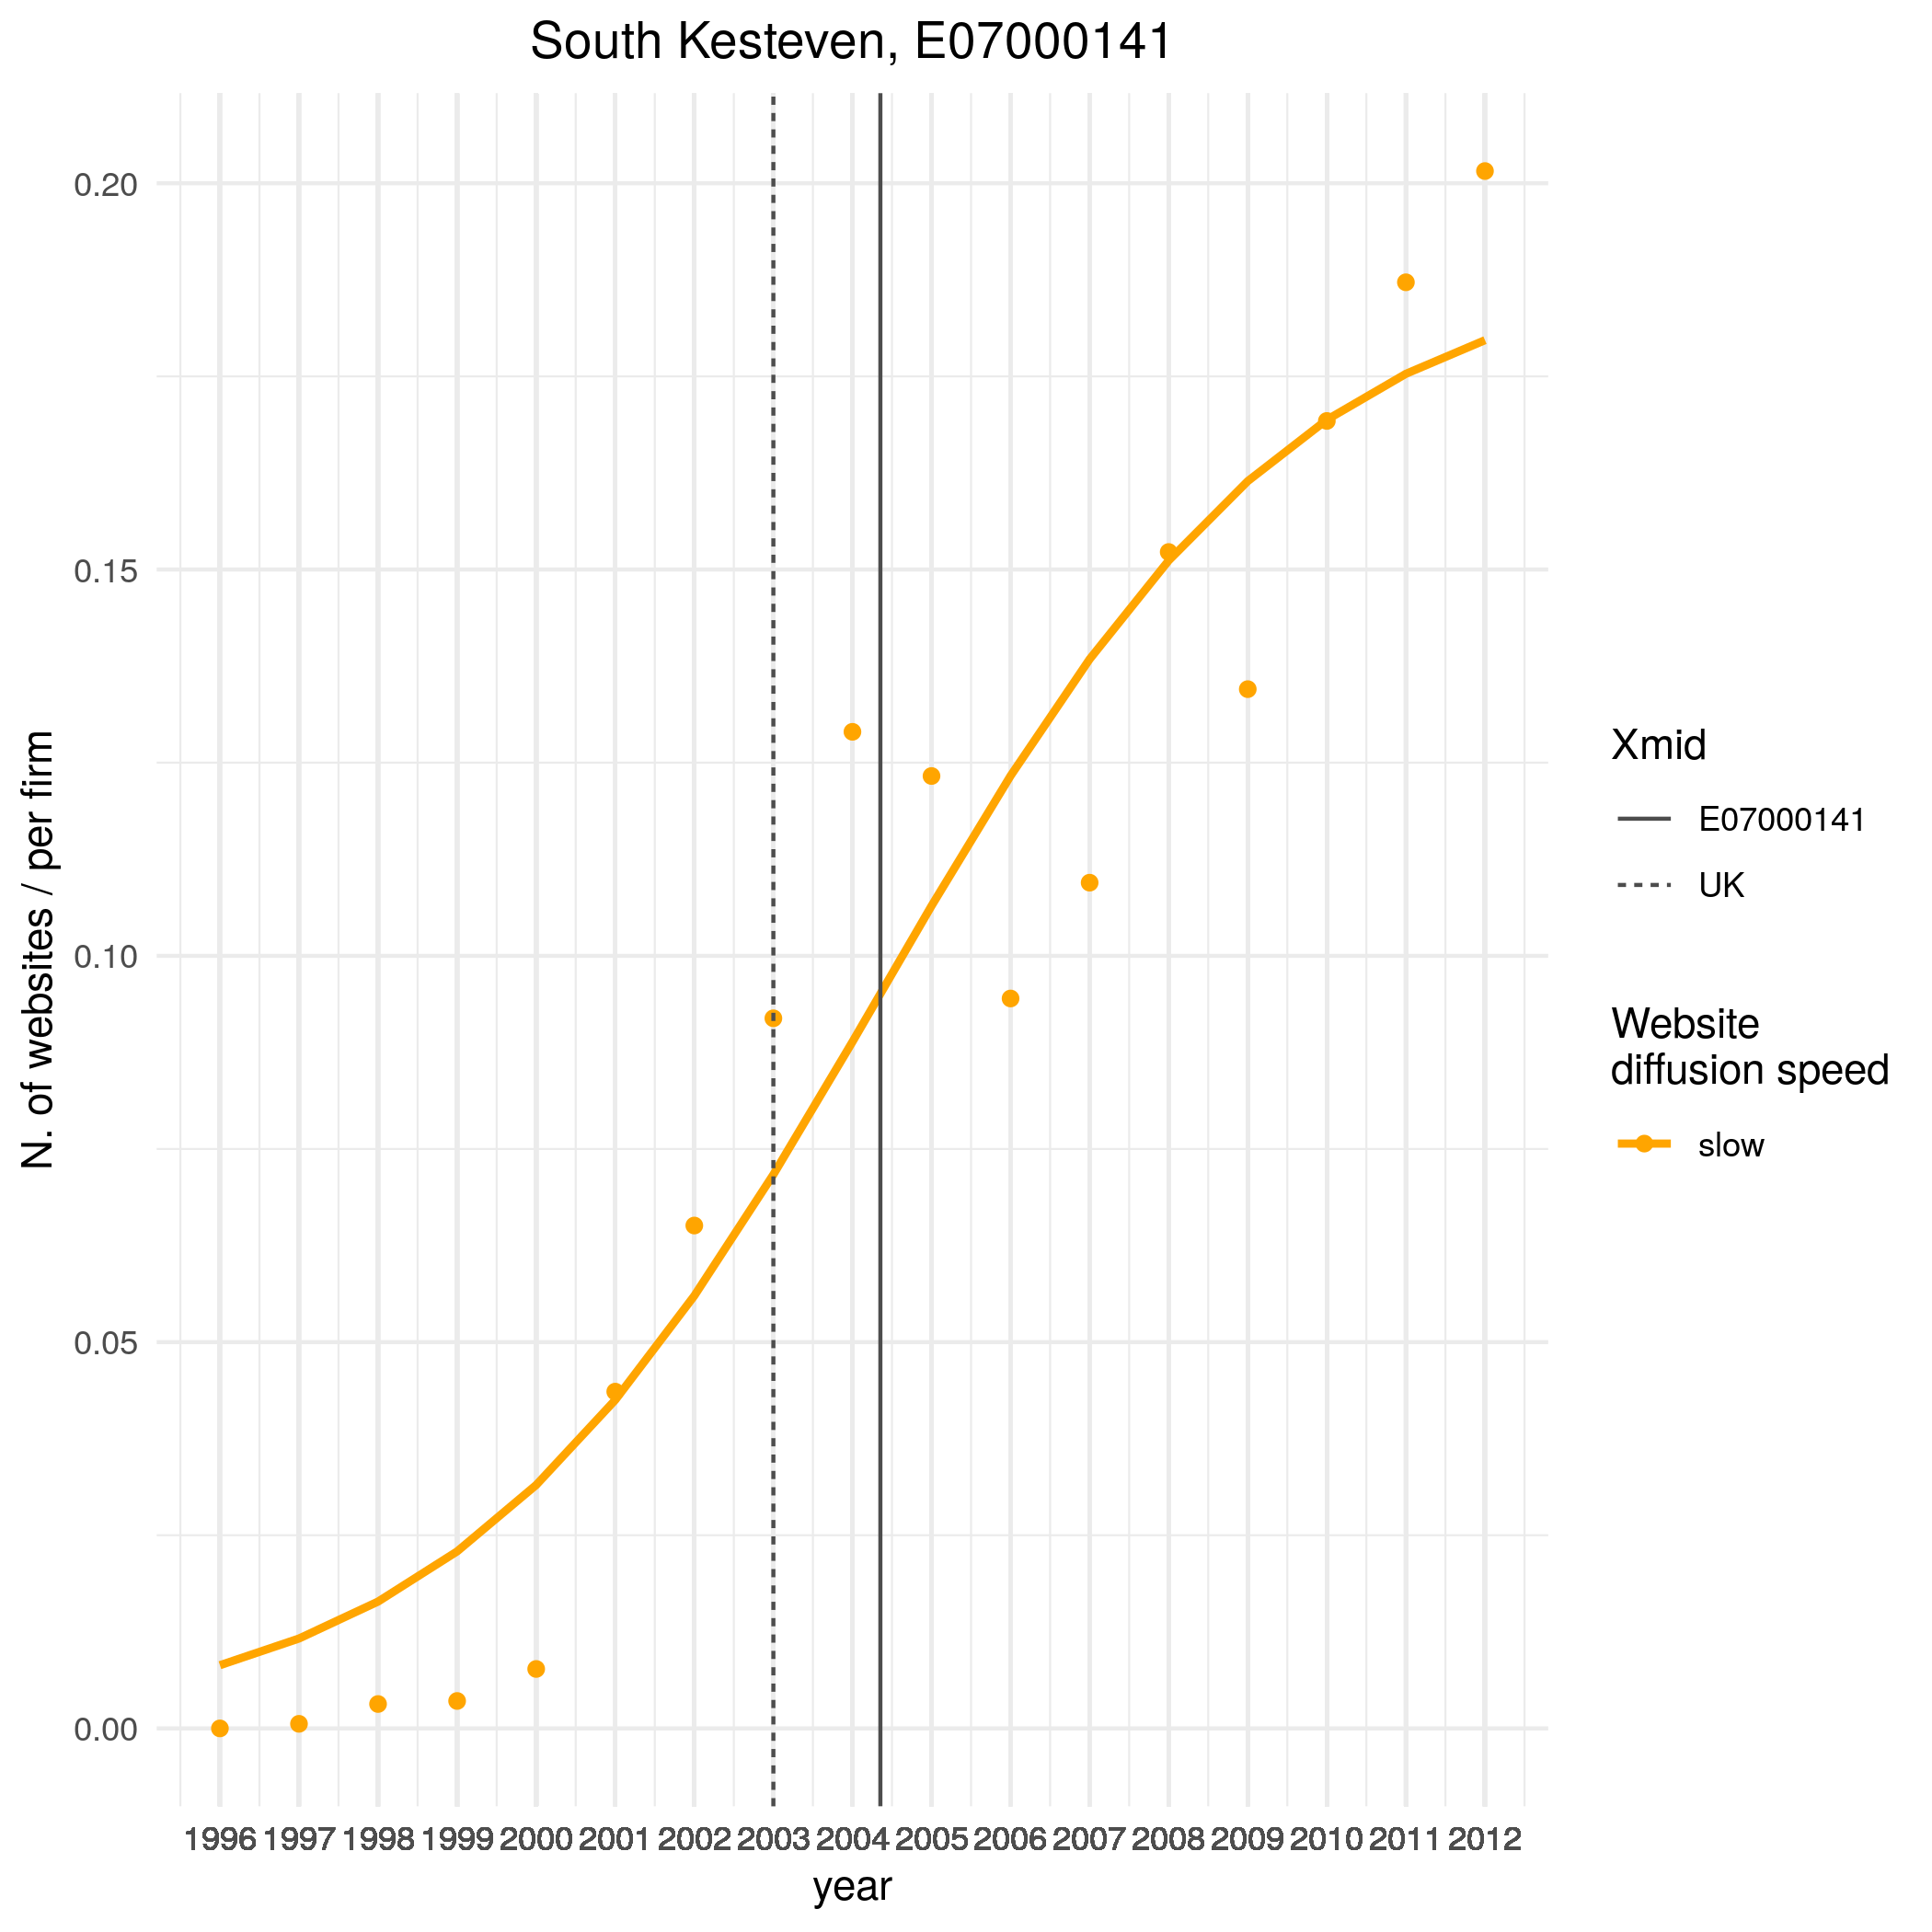 South Kesteven, E07000141
N. of websites / per firm
0.20
0.15
0.10
0.05
0.00
1996 1997 1998 1999 2000 2001 2002 2003 2004 2005 2006 2007 2008 2009 2010 2011 2012
year
Xmid
E07000141
UK
Website
diffusion speed
slow